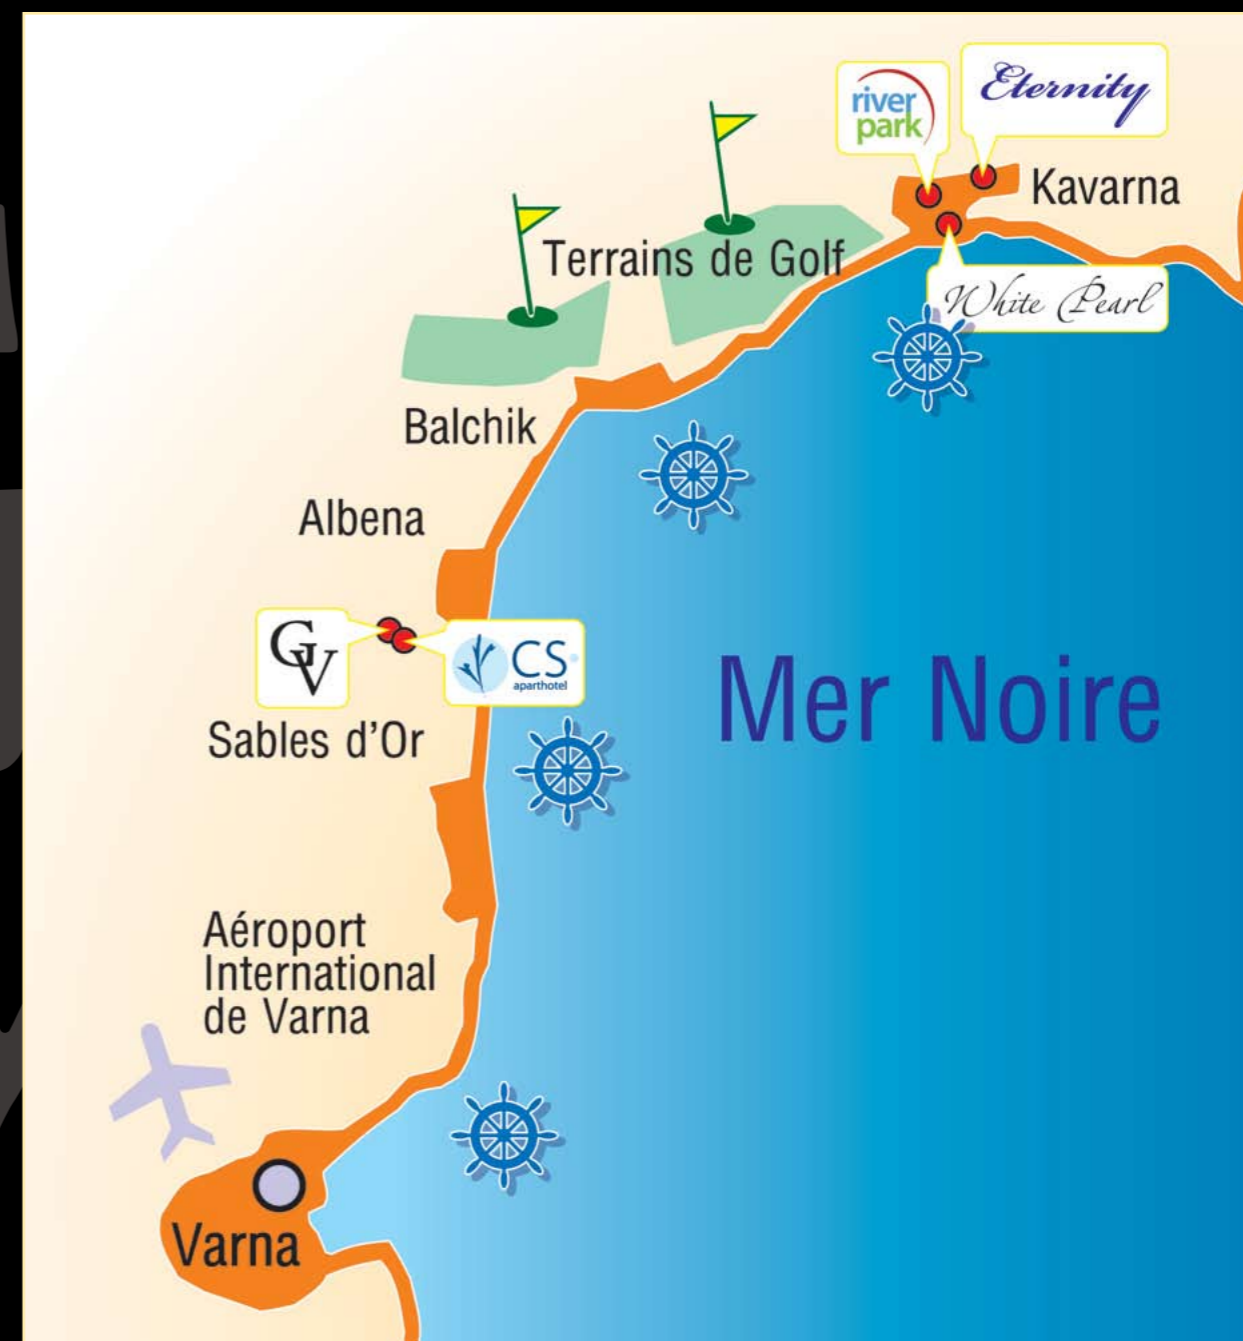 river
park
Eternity
Kavarna
Terrains de Golf
White Pearl
Balchik
Albena
GV
CS
aparthotel
Sables d'Or
Mer Noire
Aéroport
International
de Varna
Varna